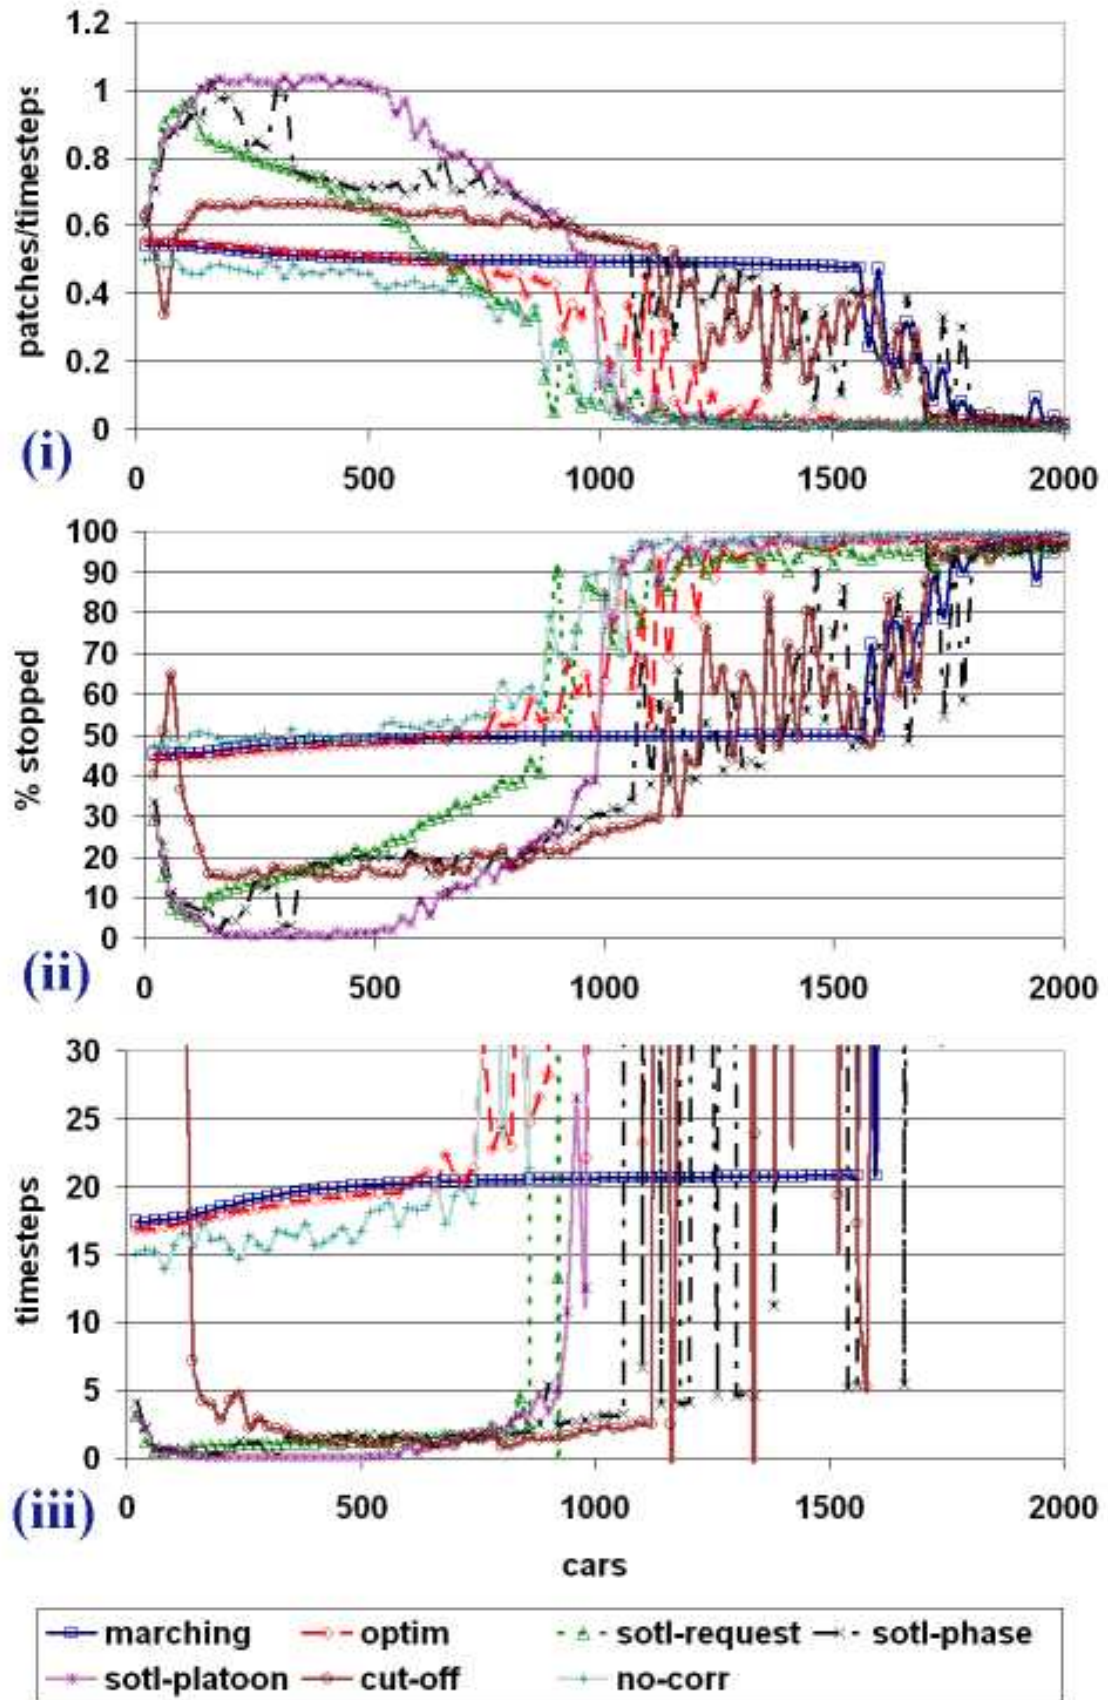 1.2
1
0.8
0.6
0.4
0.2
0
patches/timesteps
(i)
0 500 1000 1500 2000
100
90
80
70
60
50
40
30
20
10
0
% stopped
(ii)
0 500 1000 1500 2000
30
25
20
15
10
5
0
timesteps
(iii)
0 500 1000 1500 2000
cars
marching optim sotl-request sotl-phase
sotl-platoon cut-off no-corr